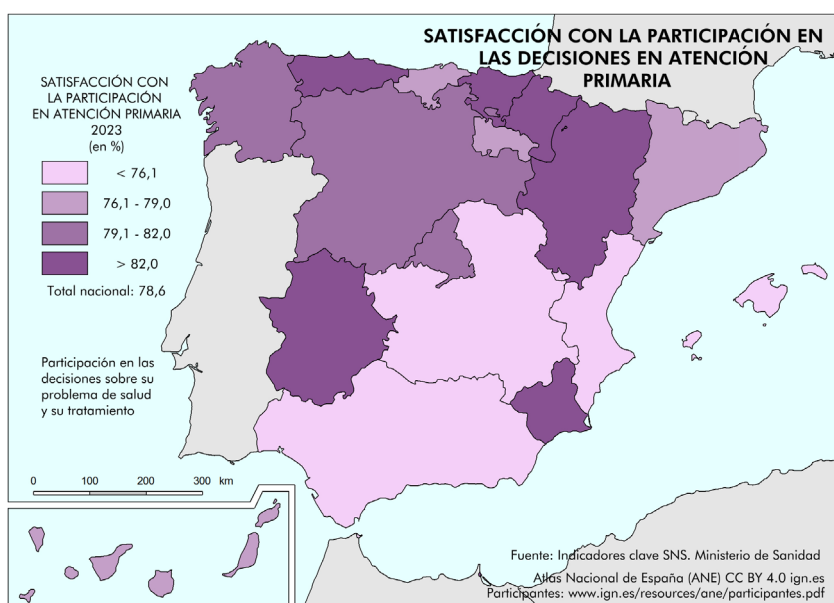 SATISFACCIÓN CON LA PARTICIPACIÓN EN
LAS DECISIONES EN ATENCIÓN
PRIMARIA
SATISFACCIÓN CON
LA PARTICIPACIÓN
EN ATENCIÓN PRIMARIA
2023
(en %)
< 76,1
76,1 - 79,0
79,1 - 82,0
> 82,0
Total nacional: 78,6
Participación en las
decisiones sobre su
problema de salud
y su tratamiento
0 100 200 300 km
Fuente: Indicadores clave SNS. Ministerio de Sanidad
Atlas Nacional de España (ANE) CC BY 4.0 ign.es
Participantes: www.ign.es/resources/ane/participantes.pdf